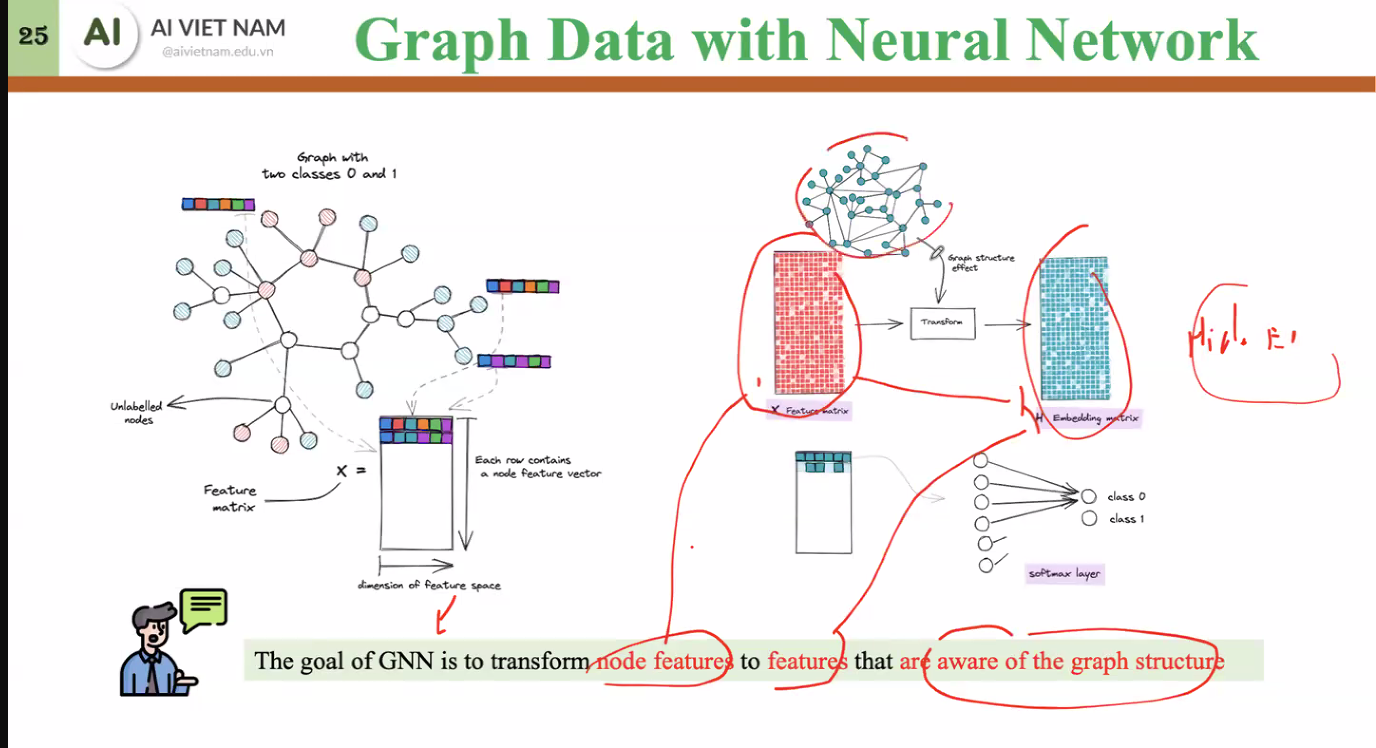 25
AI
AI VIET NAM
@aivietnam.edu.vn
Graph Data with Neural Network
Graph with
two classes 0 and 1
Unlabelled
nodes
X =
Feature
matrix
Each row contains
a node feature vector
dimension of feature space
Graph structure
effect
Transform
X Feature matrix
H Embedding matrix
class 0
class 1
softmax layer
The goal of GNN is to transform node features to features that are aware of the graph structure